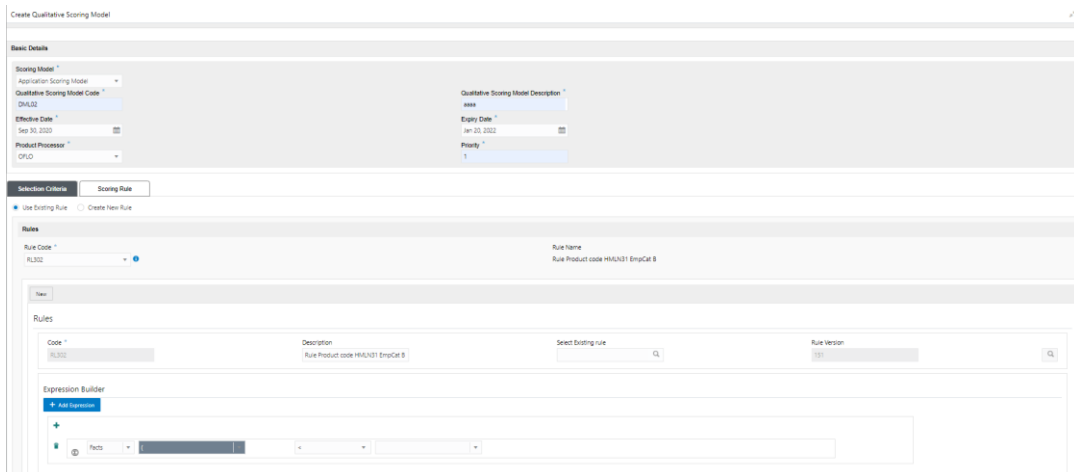 Create Qualitative Scoring Model
Basic Details
Scoring Model *
Application Scoring Model
Qualitative Scoring Model Code *
Qualitative Scoring Model Description *
DML02
Effective Date *
Expiry Date *
Sep 30, 2020
Jan 20, 2022
Product Processor *
Priority *
OFLO
1
Selection Criteria
Scoring Rule
Use Existing Rule
Create New Rule
Rules
Rule Code *
Rule Name
RL302
Rule Product code HMLN31 EmpCat B
New
Rules
Code *
Description
Select Existing rule
Rule Version
RL302
Rule Product code HMLN31 EmpCat B
Expression Builder
+ Add Expression
+
Facts
<